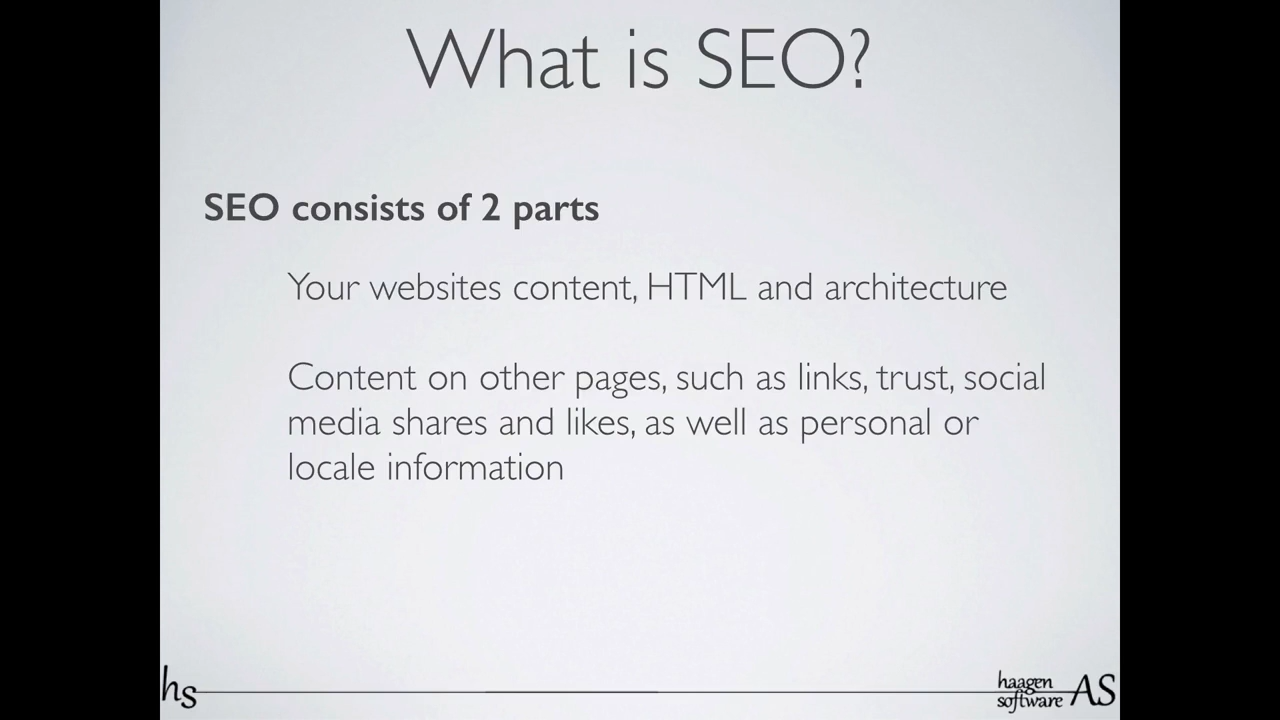 What is SEO?
SEO consists of 2 parts
Your websites content, HTML and architecture
Content on other pages, such as links, trust, social
media shares and likes, as well as personal or
locale information
hs
haagen
software AS